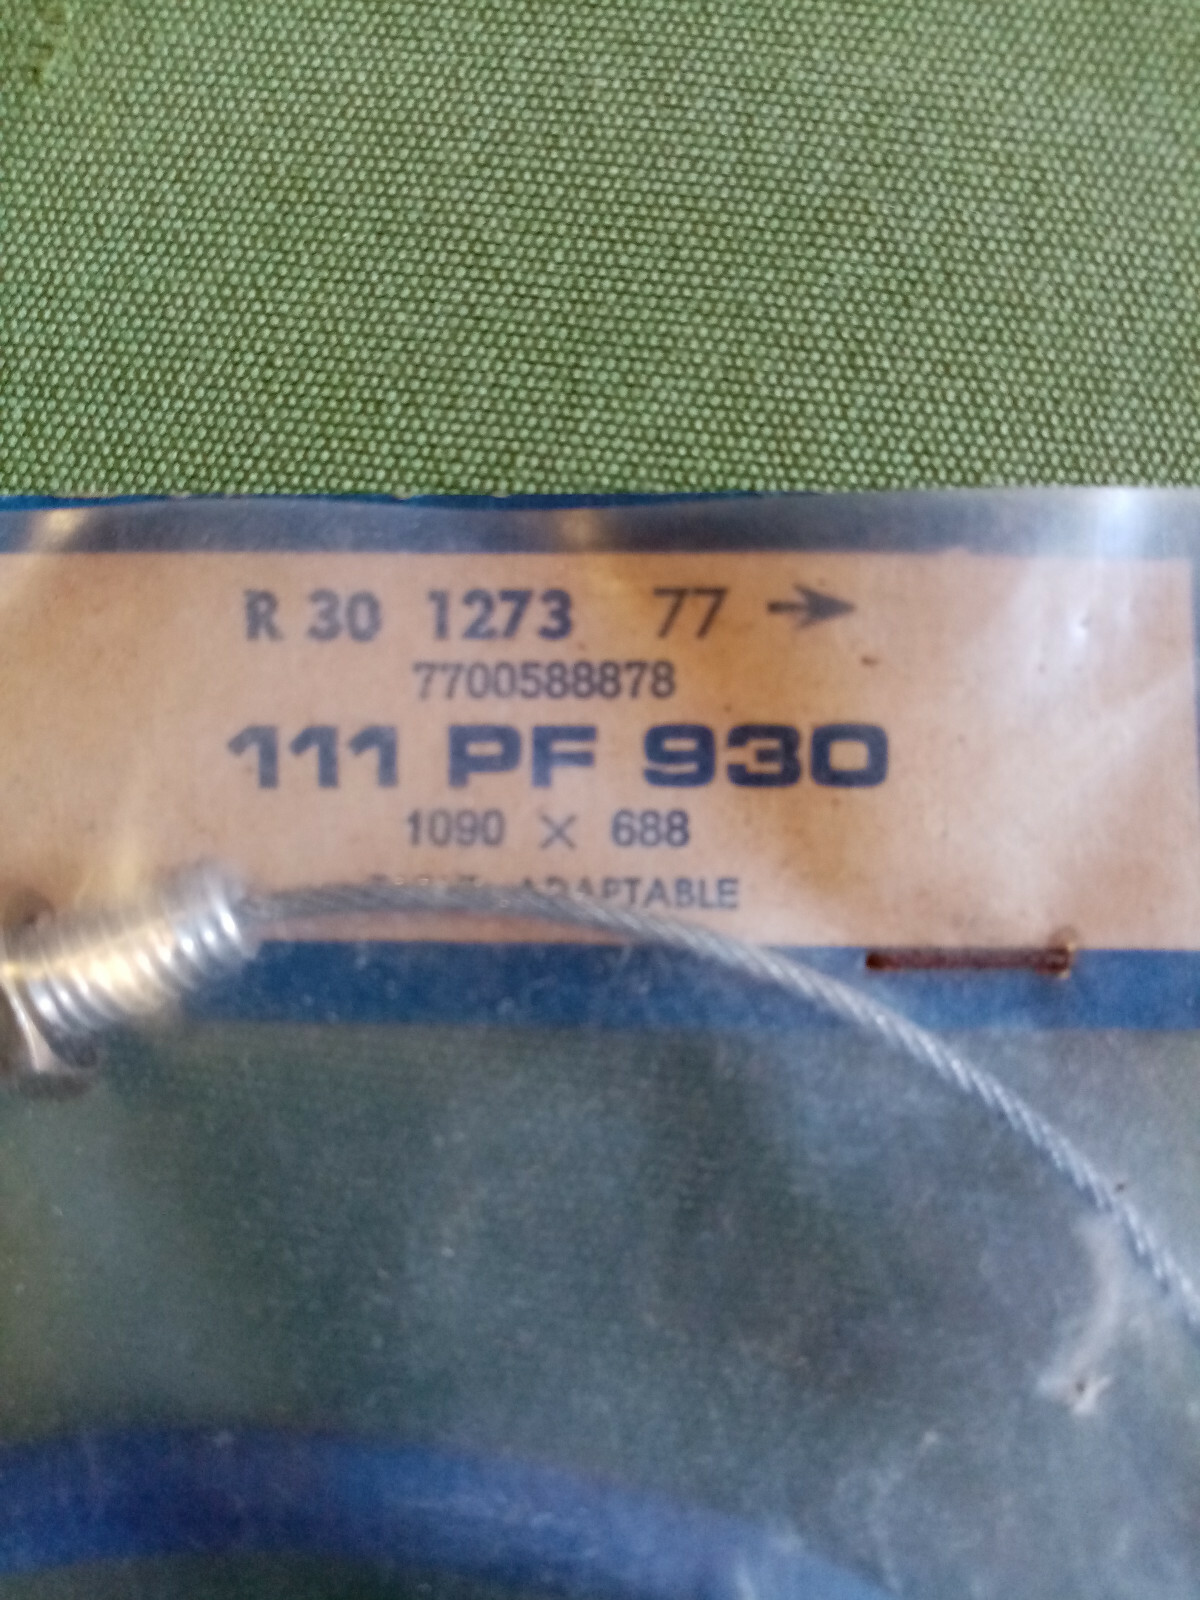 R 30 1273 77 →
7700588878
111 PF 930
1090 × 688
ADAPTABLE